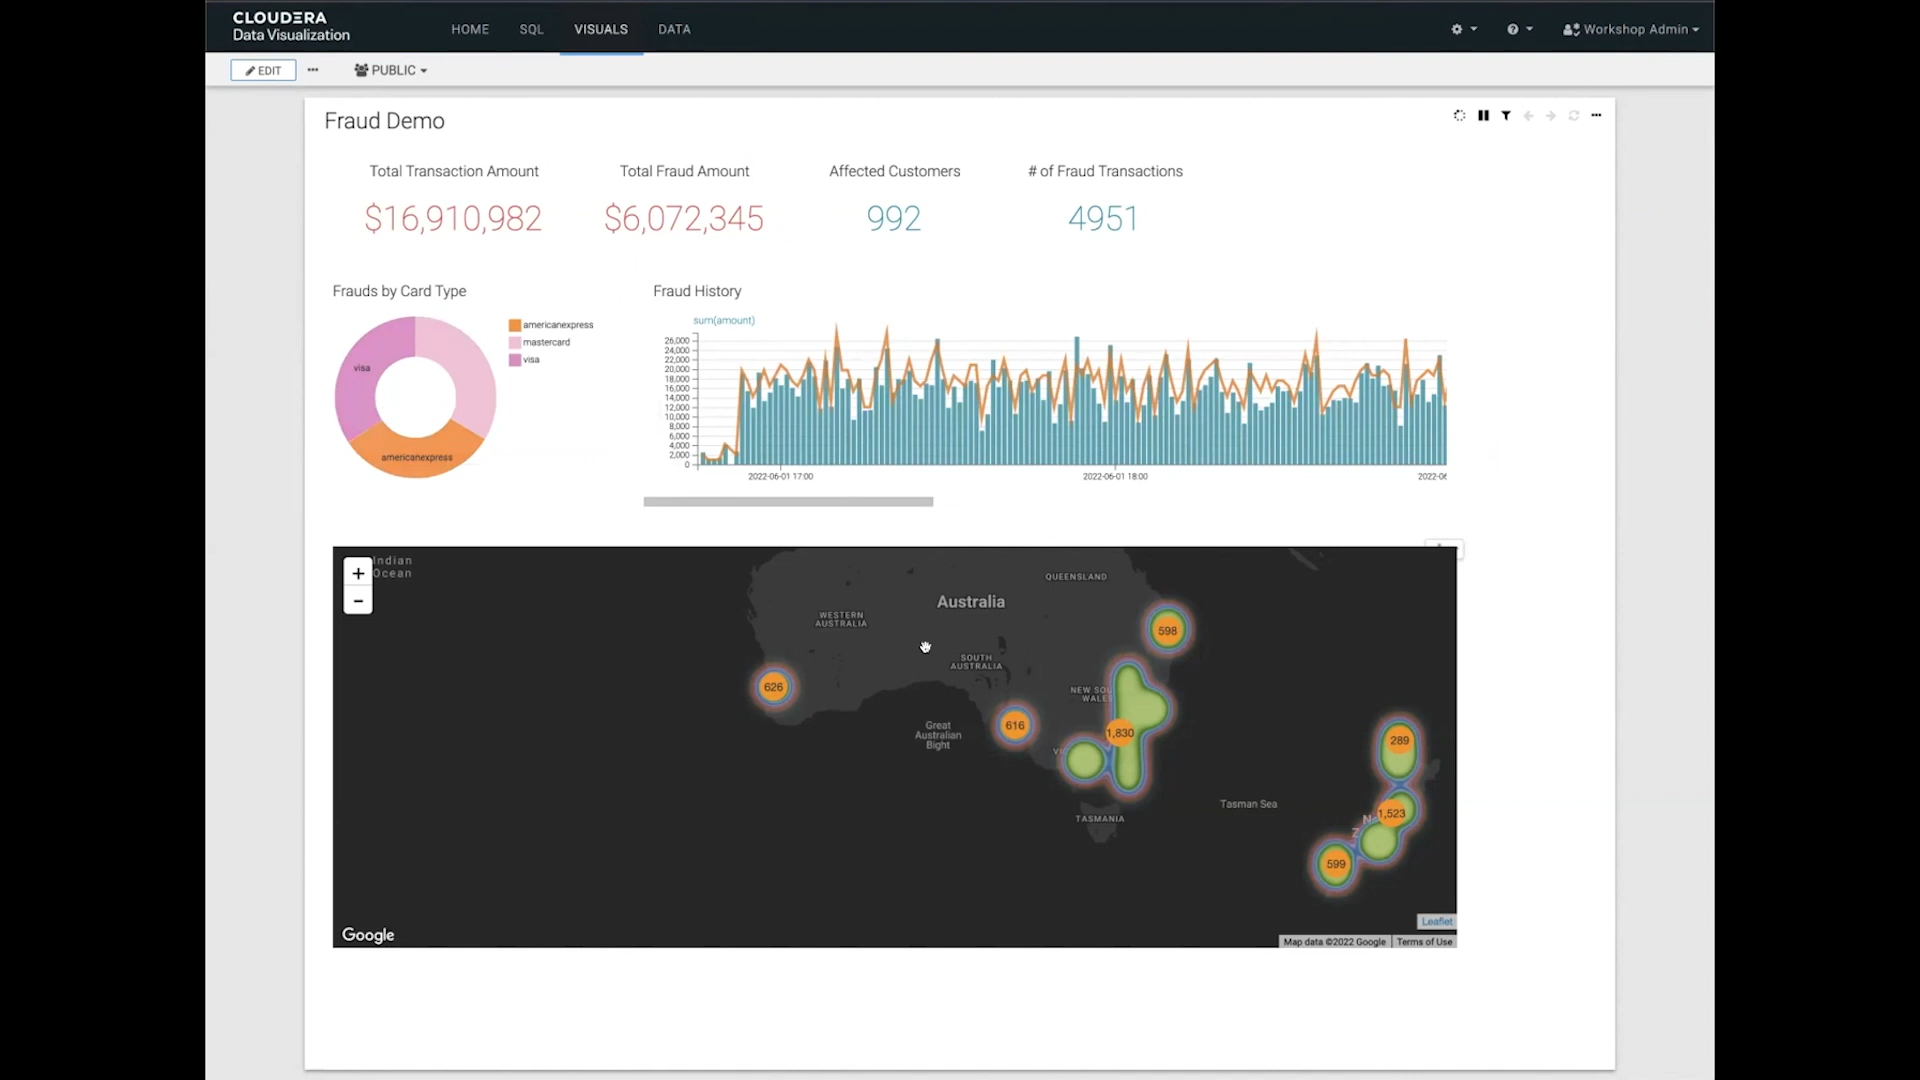 CLOUDERA
Data Visualization
HOME SQL VISUALS DATA
Workshop Admin
EDIT
PUBLIC
Fraud Demo
Total Transaction Amount
Total Fraud Amount
Affected Customers
# of Fraud Transactions
$16,910,982
$6,072,345
992
4951
Frauds by Card Type
visa
americanexpress
americanexpress
mastercard
visa
Fraud History
sum(amount)
26,000
24,000
22,000
20,000
18,000
16,000
14,000
12,000
10,000
8,000
6,000
4,000
2,000
0
2022-06-01 17:00
2022-06-01 18:00
2022-06
+
Indian
Ocean
−
QUEENSLAND
Australia
WESTERN
AUSTRALIA
598
SOUTH
AUSTRALIA
626
NEW SOU
WALES
616
Great
Australian
Bight
1,830
VI
289
Tasman Sea
1,523
N
Z
TASMANIA
599
Leaflet
Google
Map data ©2022 Google
Terms of Use